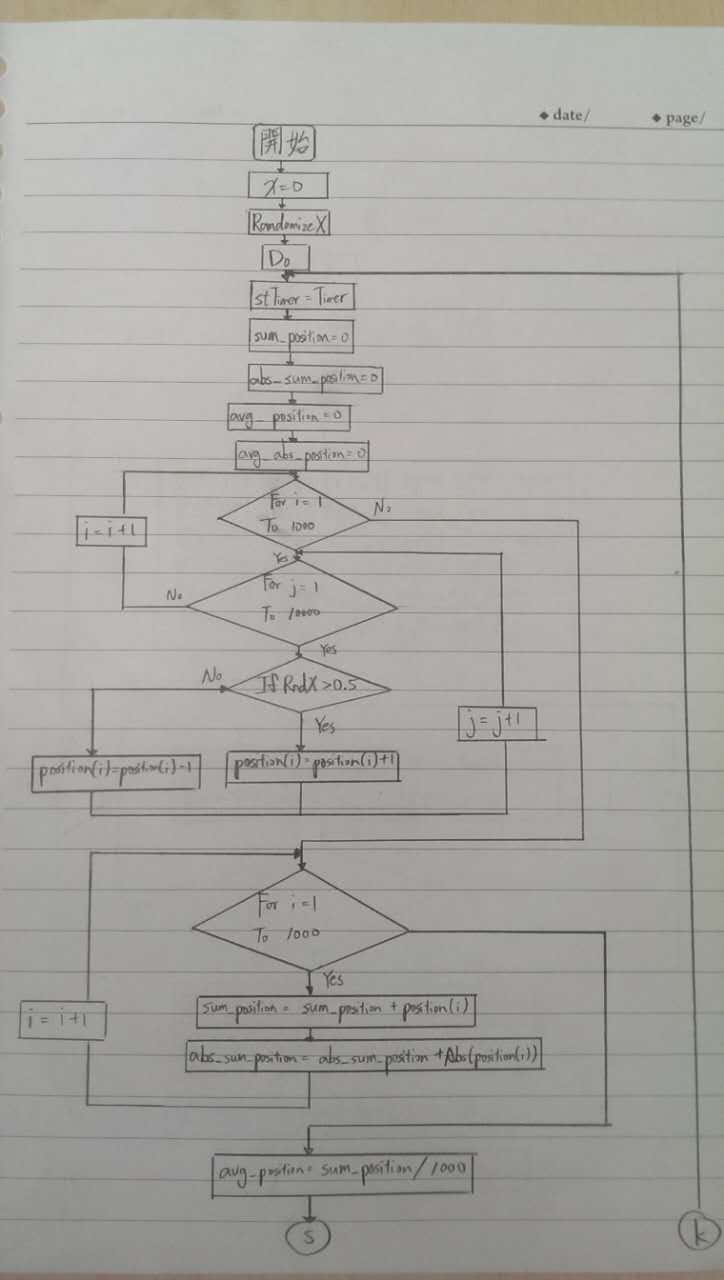 ◆ date/ ◆ page/
開始
X=0
Randomize X
Do
stTimer = Timer
sum_position=0
abs_sum_position=0
avg_position=0
avg_abs_position=0
For i = 1
To 1000
No
i = i+1
Yes
For j = 1
To 10000
No
Yes
If RndX >0.5
No
Yes
j = j+1
position(i)=position(i)-1
position(i)=position(i)+1
For i =1
To 1000
Yes
sum_position = sum_position + position(i)
i = i+1
abs_sum_position = abs_sum_position + Abs(position(i))
avg_position= sum_position / 1000
s
k